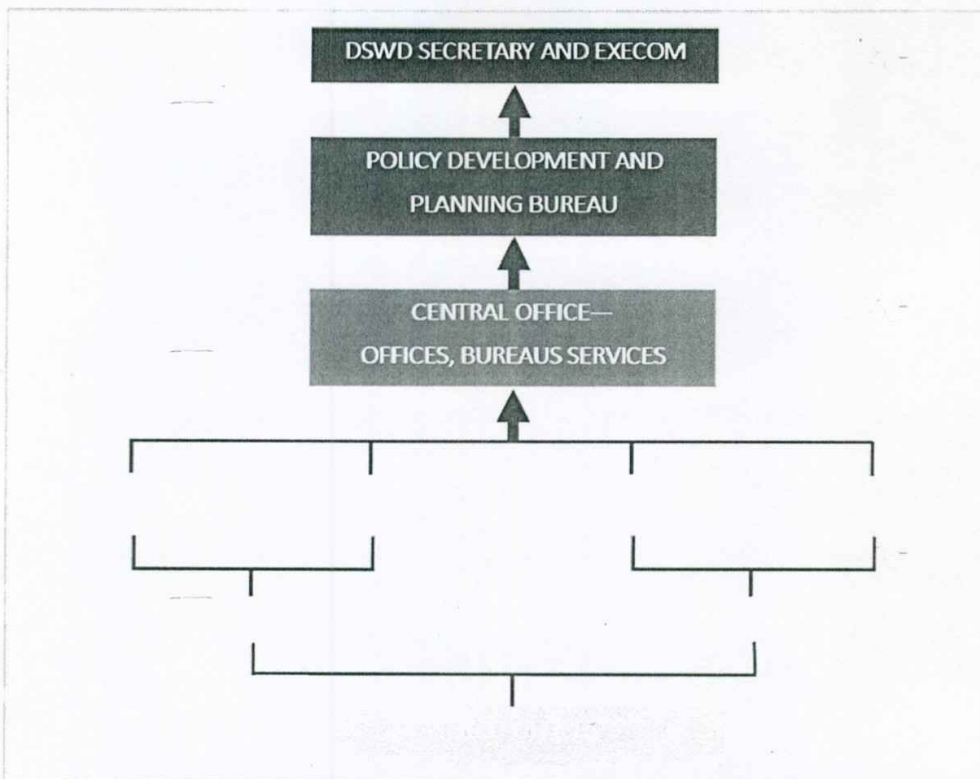 DSWD SECRETARY AND EXECOM
POLICY DEVELOPMENT AND
PLANNING BUREAU
CENTRAL OFFICE—
OFFICES, BUREAUS SERVICES